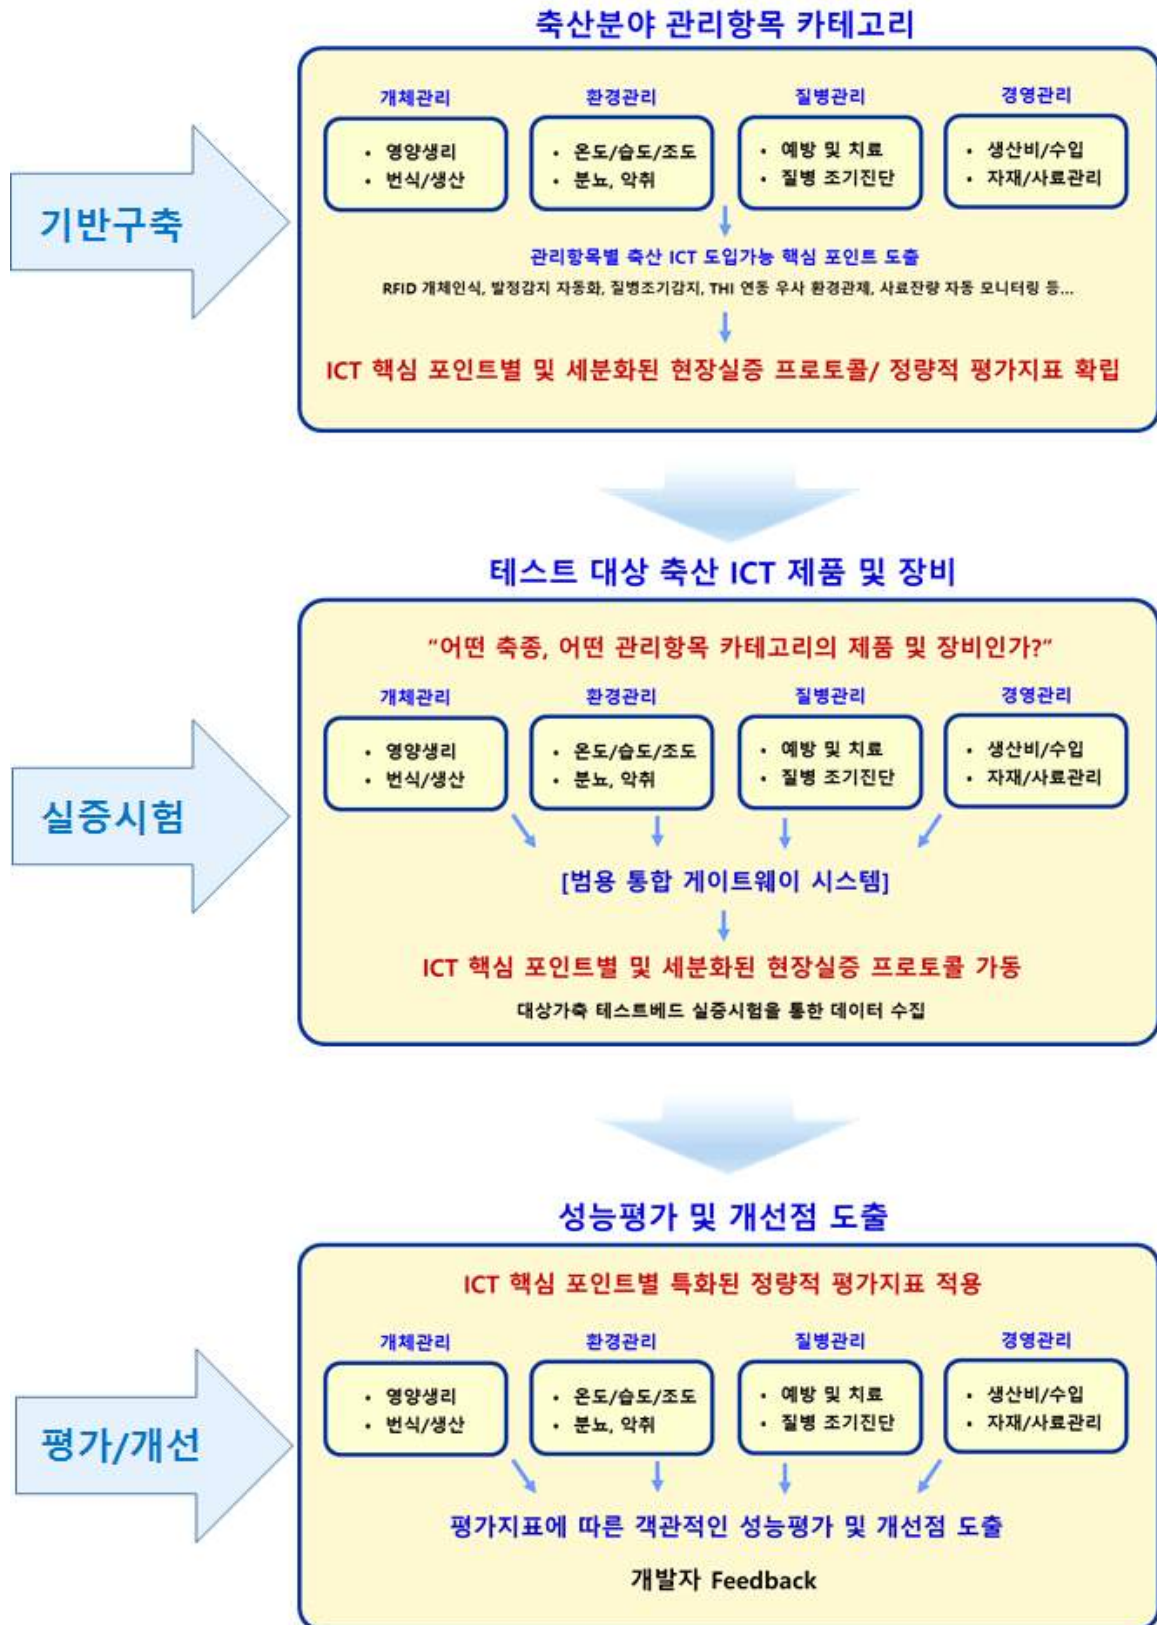 축산분야 관리항목 카테고리
기반구축
개체관리
• 영양생리
• 번식/생산
환경관리
• 온도/습도/조도
• 분뇨, 악취
질병관리
• 예방 및 치료
• 질병 조기진단
경영관리
• 생산비/수입
• 자재/사료관리
관리항목별 축산 ICT 도입가능 핵심 포인트 도출
RFID 개체인식, 발정감지 자동화, 질병조기감지, THI 연동 우사 환경관제, 사료잔량 자동 모니터링 등...
ICT 핵심 포인트별 및 세분화된 현장실증 프로토콜/ 정량적 평가지표 확립
테스트 대상 축산 ICT 제품 및 장비
실증시험
“어떤 축종, 어떤 관리항목 카테고리의 제품 및 장비인가?”
개체관리
• 영양생리
• 번식/생산
환경관리
• 온도/습도/조도
• 분뇨, 악취
질병관리
• 예방 및 치료
• 질병 조기진단
경영관리
• 생산비/수입
• 자재/사료관리
[범용 통합 게이트웨이 시스템]
ICT 핵심 포인트별 및 세분화된 현장실증 프로토콜 가동
대상가축 테스트베드 실증시험을 통한 데이터 수집
성능평가 및 개선점 도출
평가/개선
ICT 핵심 포인트별 특화된 정량적 평가지표 적용
개체관리
• 영양생리
• 번식/생산
환경관리
• 온도/습도/조도
• 분뇨, 악취
질병관리
• 예방 및 치료
• 질병 조기진단
경영관리
• 생산비/수입
• 자재/사료관리
평가지표에 따른 객관적인 성능평가 및 개선점 도출
개발자 Feedback